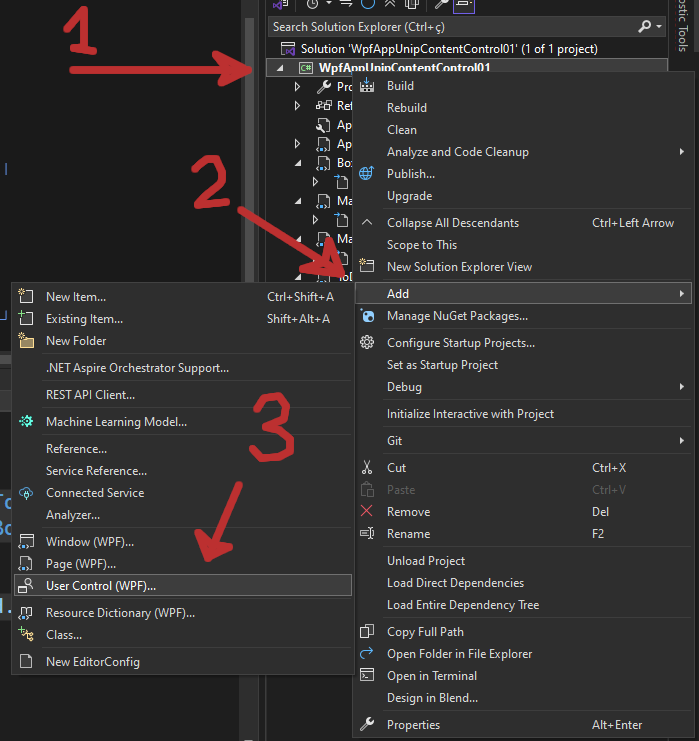 1
Search Solution Explorer (Ctrl+ç)
Solution 'WpfAppUnipContentControl01' (1 of 1 project)
C# WpfAppUnipContentControl01
Pro
Ref
Ap
Ap
Box
Ma
Ma
ToD
ostic Tools
2
Build
Rebuild
Clean
Analyze and Code Cleanup
Publish...
Upgrade
Collapse All Descendants Ctrl+Left Arrow
Scope to This
New Solution Explorer View
Add
Manage NuGet Packages...
Configure Startup Projects...
Set as Startup Project
Debug
Initialize Interactive with Project
Git
Cut Ctrl+X
Paste Ctrl+V
Remove Del
Rename F2
Unload Project
Load Direct Dependencies
Load Entire Dependency Tree
Copy Full Path
Open Folder in File Explorer
Open in Terminal
Design in Blend...
Properties Alt+Enter
New Item... Ctrl+Shift+A
Existing Item... Shift+Alt+A
New Folder
.NET Aspire Orchestrator Support...
REST API Client...
Machine Learning Model...
Reference...
Service Reference...
Connected Service
Analyzer...
Window (WPF)...
Page (WPF)...
User Control (WPF)...
Resource Dictionary (WPF)...
Class...
New EditorConfig
3
To
Bo
l.